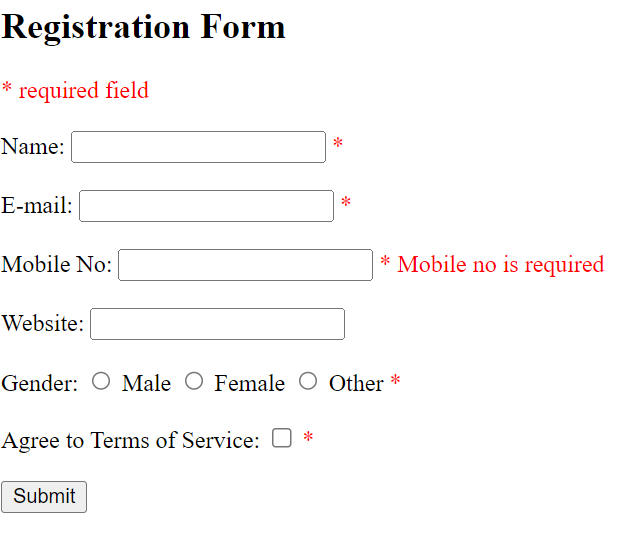 Registration Form
* required field
Name: *
E-mail: *
Mobile No: * Mobile no is required
Website:
Gender: Male Female Other *
Agree to Terms of Service: *
Submit